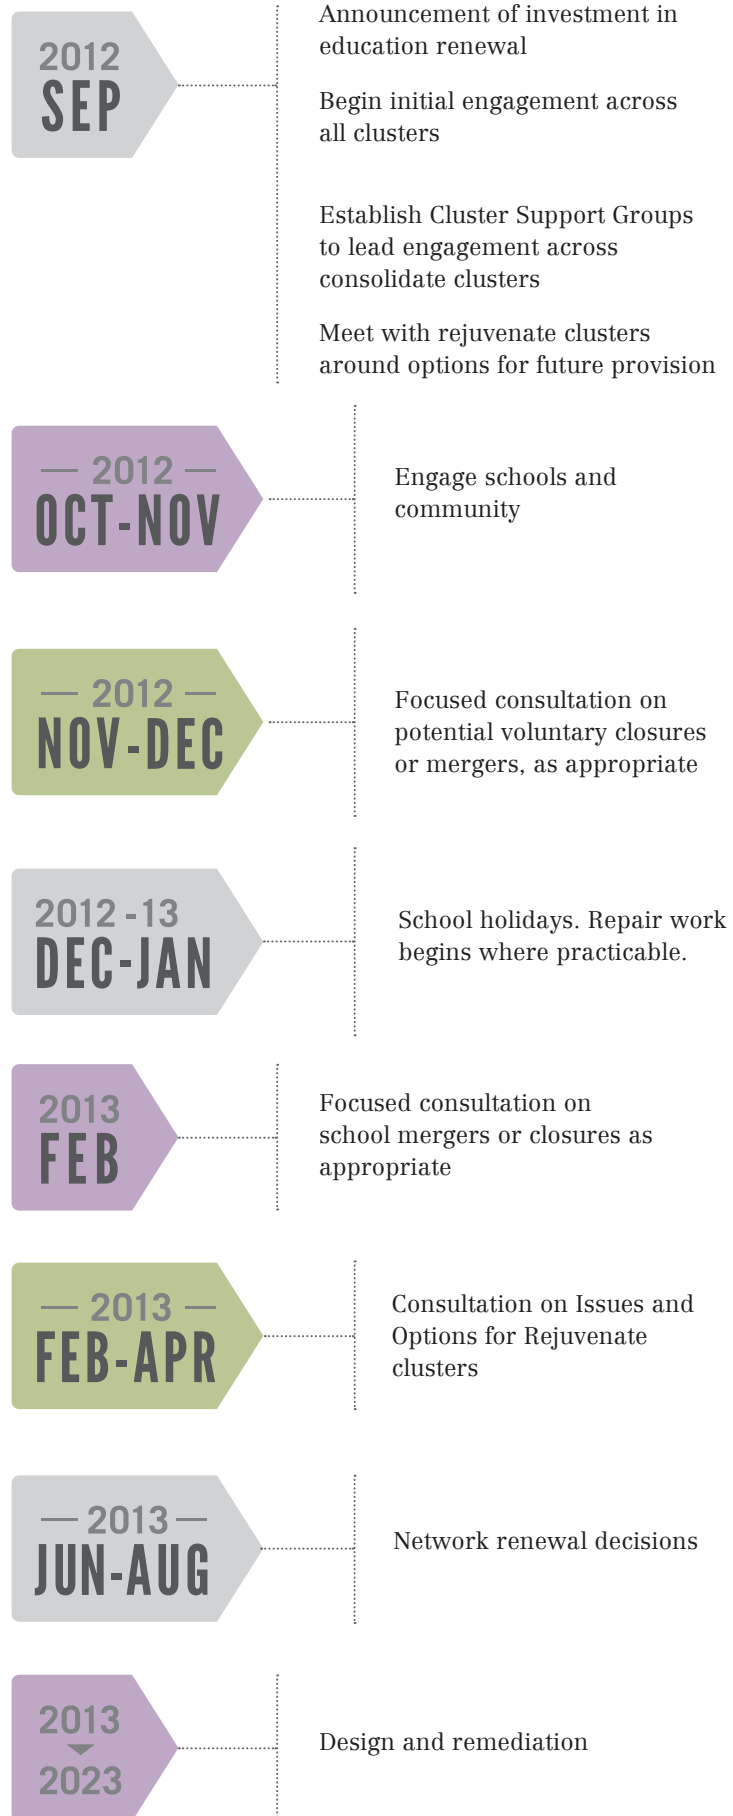 2012
SEP
Announcement of investment in
education renewal
Begin initial engagement across
all clusters
Establish Cluster Support Groups
to lead engagement across
consolidate clusters
Meet with rejuvenate clusters
around options for future provision
2012
OCT-NOV
Engage schools and
community
2012
NOV-DEC
Focused consultation on
potential voluntary closures
or mergers, as appropriate
2012 -13
DEC-JAN
School holidays. Repair work
begins where practicable.
2013
FEB
Focused consultation on
school mergers or closures as
appropriate
2013
FEB-APR
Consultation on Issues and
Options for Rejuvenate
clusters
2013
JUN-AUG
Network renewal decisions
2013
2023
Design and remediation